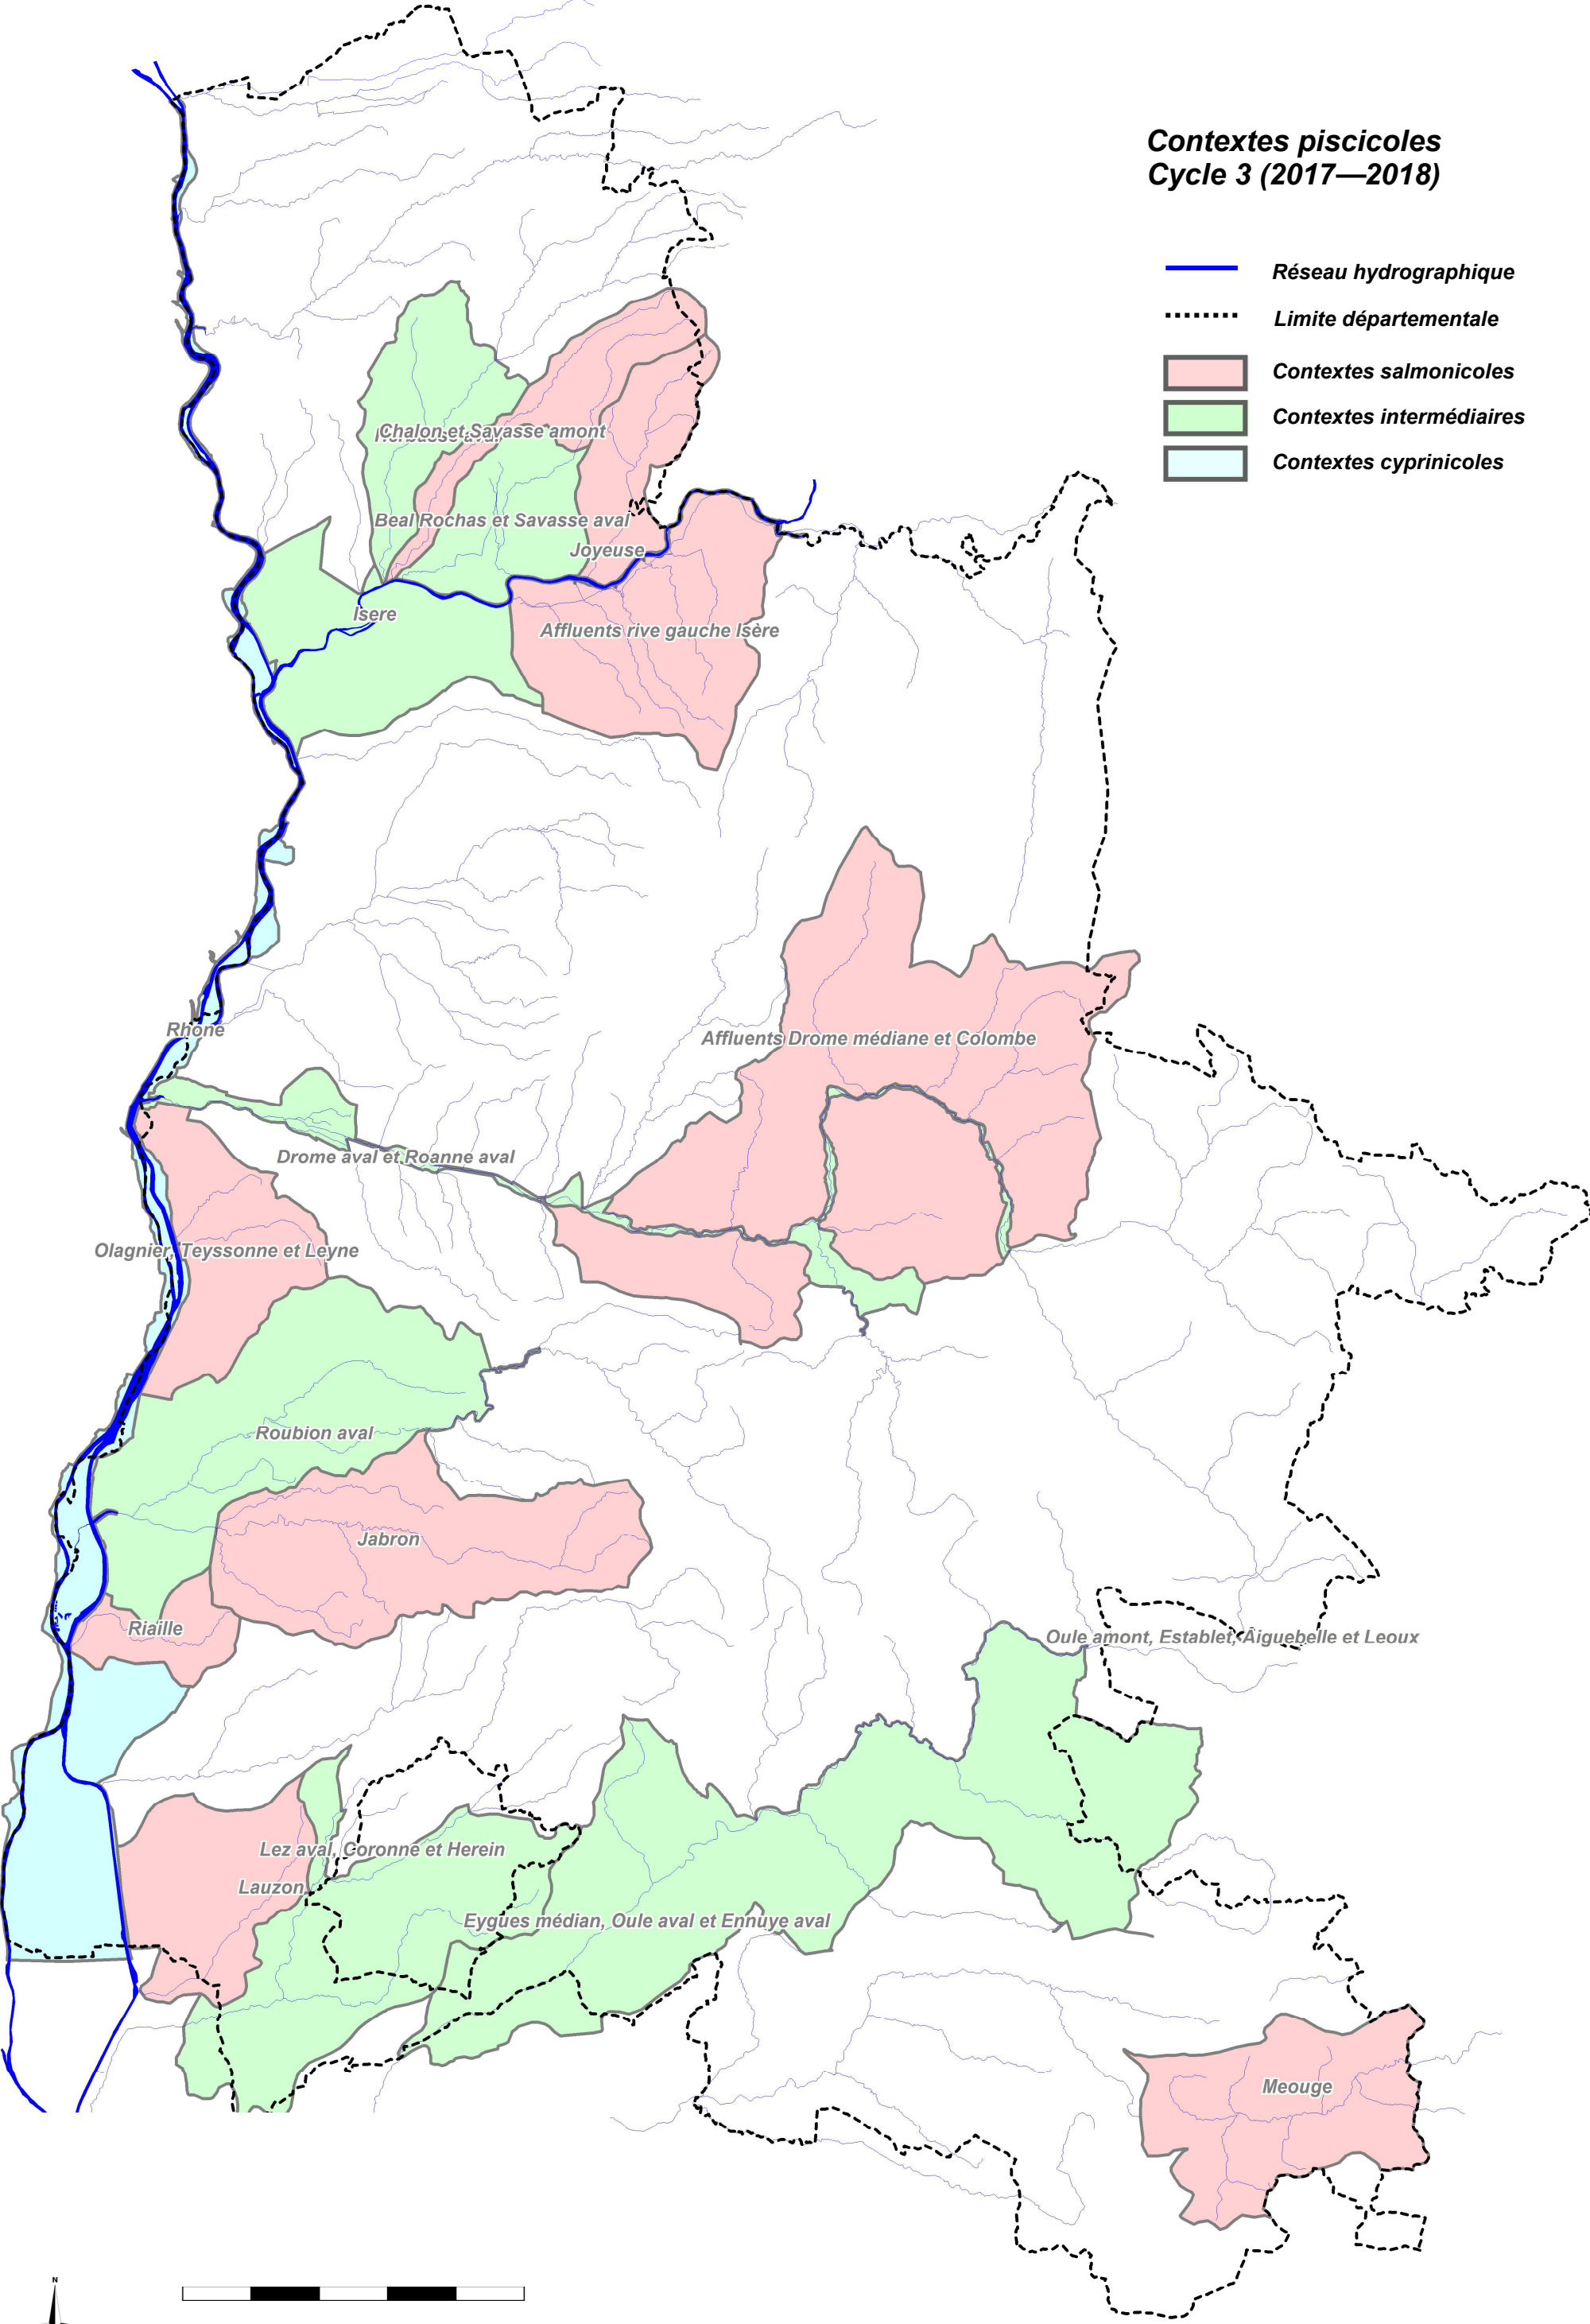 Contextes piscicoles
Cycle 3 (2017—2018)
Réseau hydrographique
Limite départementale
Contextes salmonicoles
Contextes intermédiaires
Contextes cyprinicoles
Chalon et Savasse amont
Beal Rochas et Savasse aval
Joyeuse
Isere
Affluents rive gauche Isère
Rhone
Affluents Drome médiane et Colombe
Drome aval et Roanne aval
Olagnier, Teyssonne et Leyne
Roubion aval
Jabron
Riaille
Oule amont, Establet, Aiguebelle et Leoux
Lez aval, Coronne et Herein
Lauzon
Eygues médian, Oule aval et Ennuye aval
Meouge
N